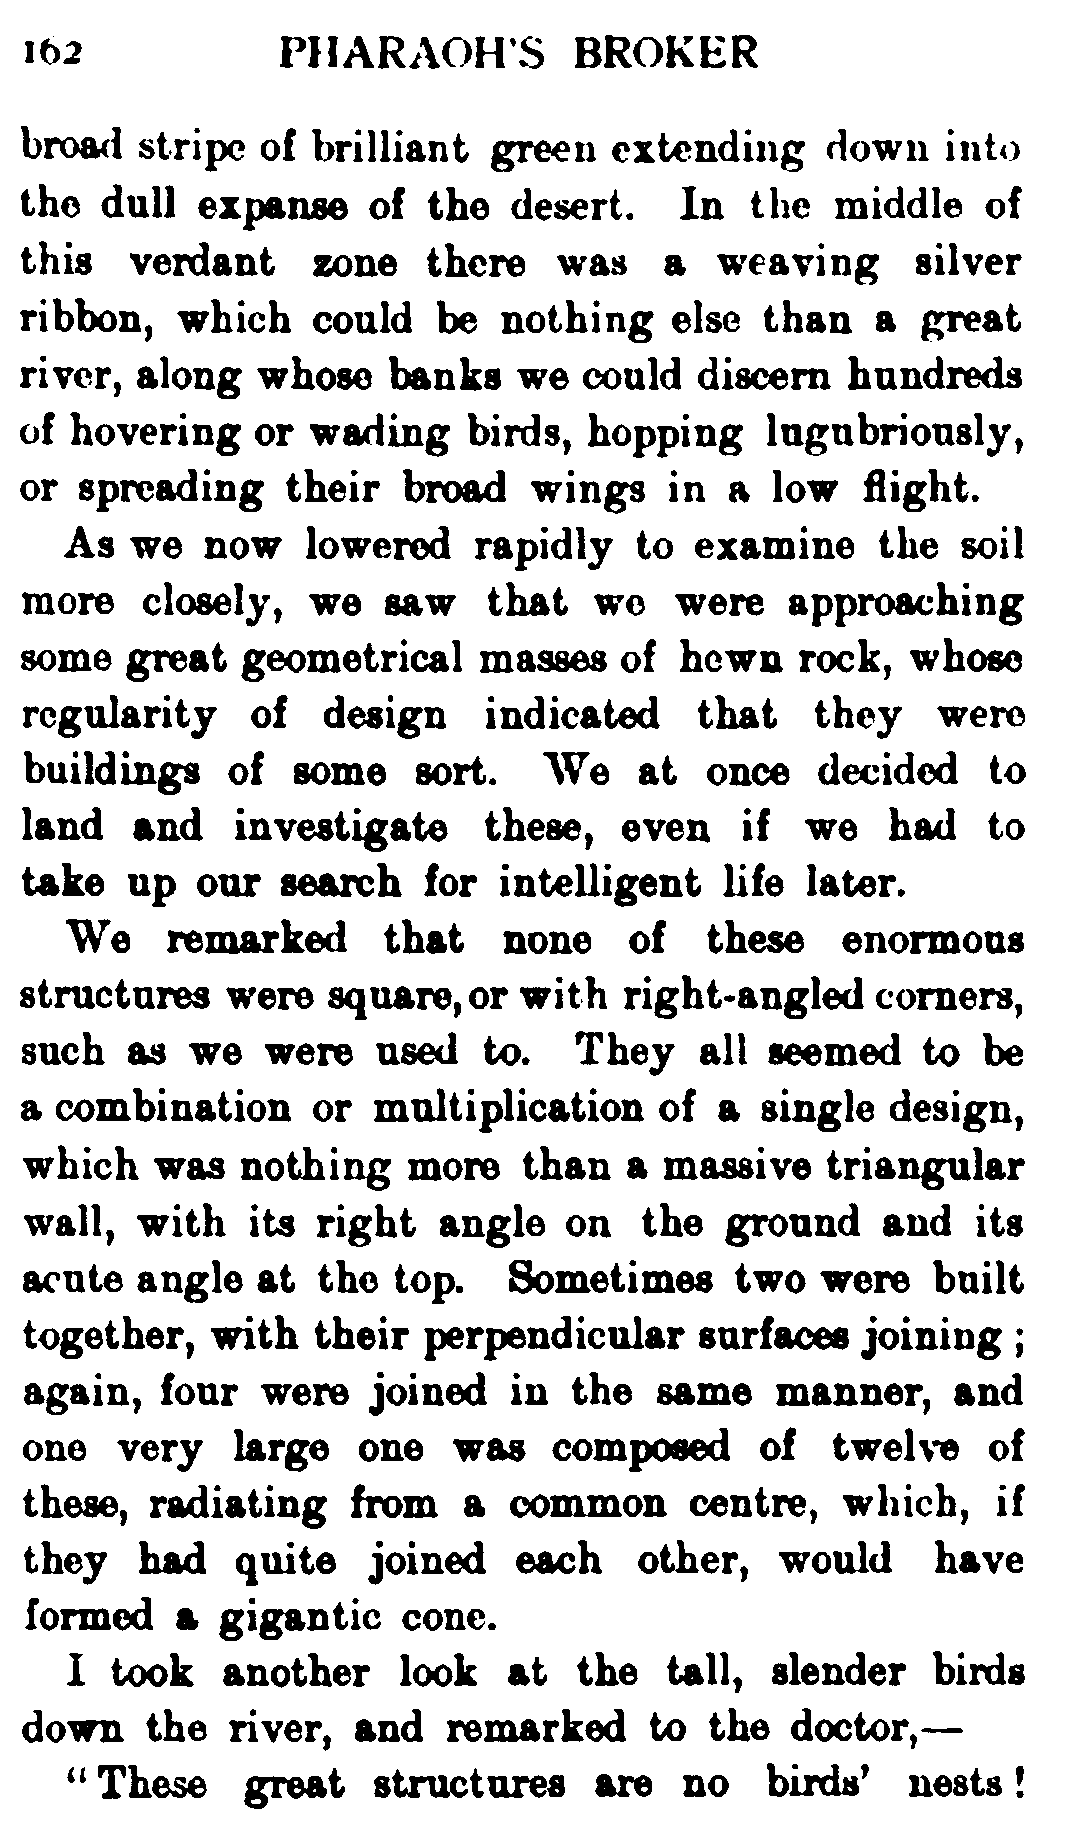 162 PHARAOH'S BROKER
broad stripe of brilliant green extending down into
the dull expanse of the desert. In the middle of
this verdant zone there was a weaving silver
ribbon, which could be nothing else than a great
river, along whose banks we could discern hundreds
of hovering or wading birds, hopping lugubriously,
or spreading their broad wings in a low flight.
As we now lowered rapidly to examine the soil
more closely, we saw that we were approaching
some great geometrical masses of hewn rock, whose
regularity of design indicated that they were
buildings of some sort. We at once decided to
land and investigate these, even if we had to
take up our search for intelligent life later.
We remarked that none of these enormous
structures were square, or with right-angled corners,
such as we were used to. They all seemed to be
a combination or multiplication of a single design,
which was nothing more than a massive triangular
wall, with its right angle on the ground and its
acute angle at the top. Sometimes two were built
together, with their perpendicular surfaces joining ;
again, four were joined in the same manner, and
one very large one was composed of twelve of
these, radiating from a common centre, which, if
they had quite joined each other, would have
formed a gigantic cone.
I took another look at the tall, slender birds
down the river, and remarked to the doctor,—
“ These great structures are no birds’ nests !